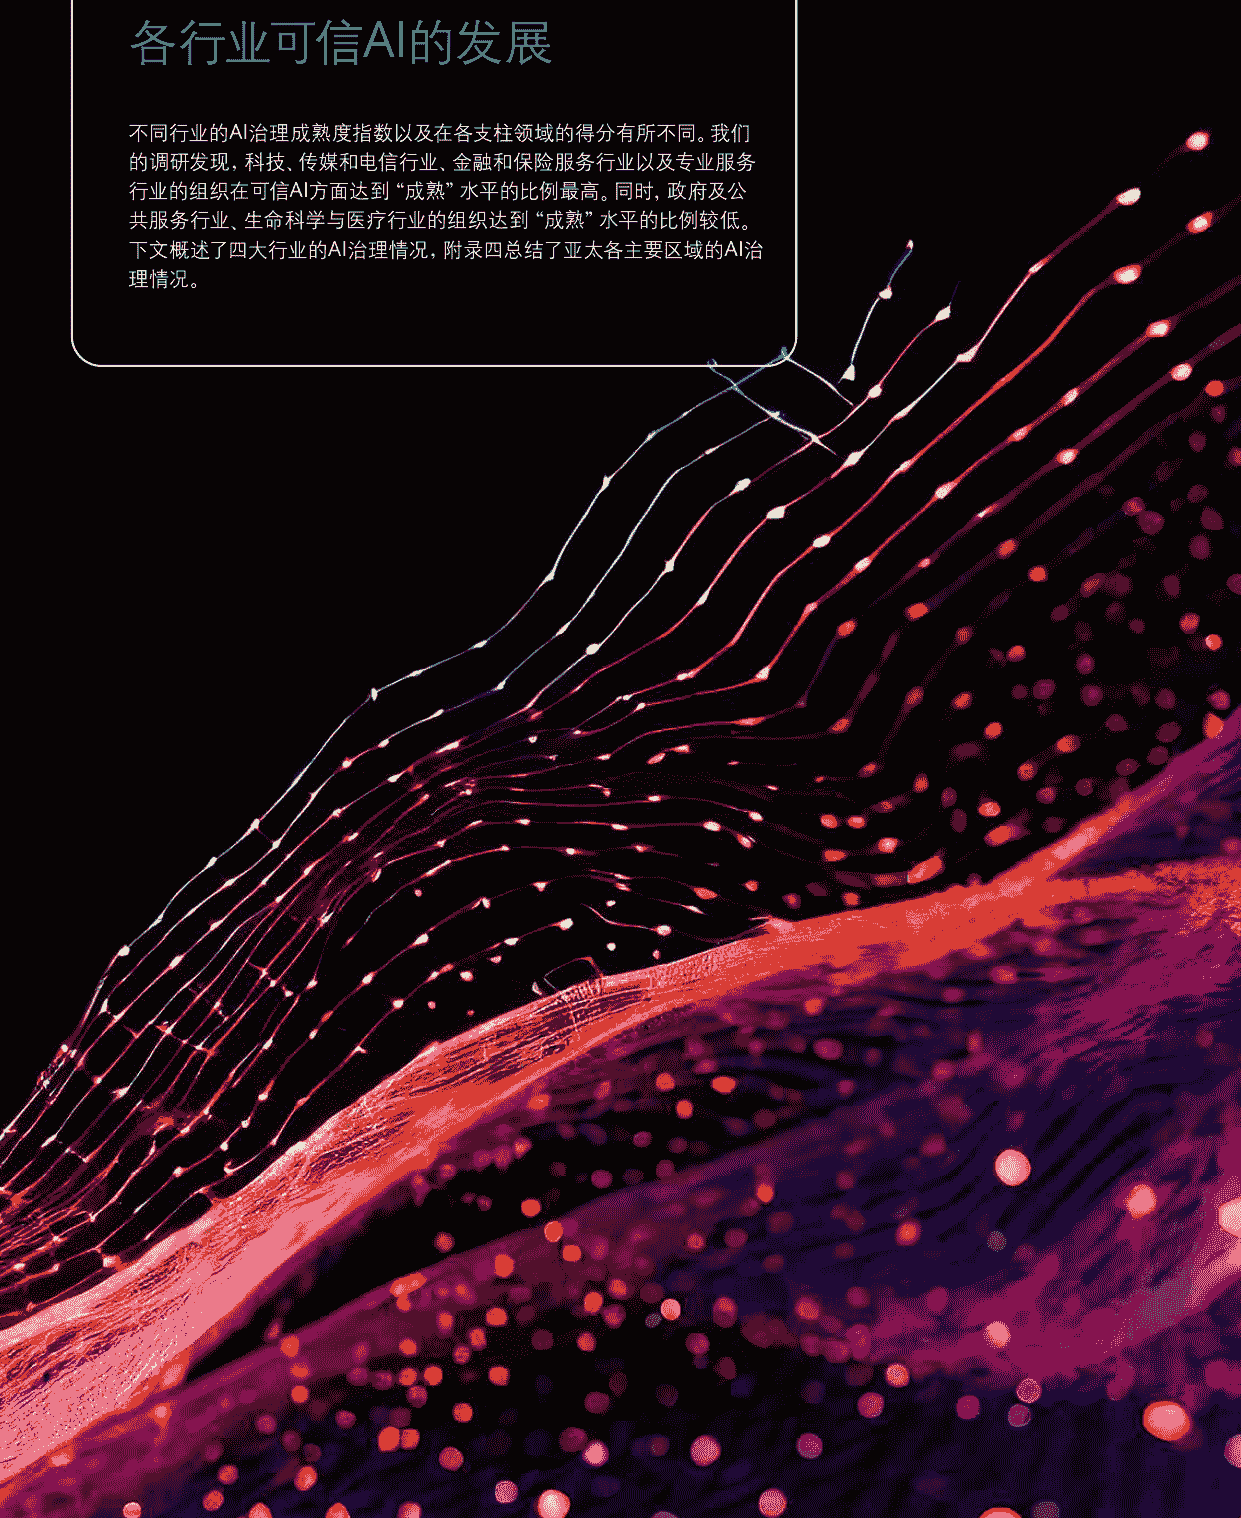 各行业可信AI的发展
不同行业的AI治理成熟度指数以及在各支柱领域的得分有所不同。我们
的调研发现，科技、传媒和电信行业、金融和保险服务行业以及专业服务
行业的组织在可信AI方面达到“成熟”水平的比例最高。同时，政府及公
共服务行业、生命科学与医疗行业的组织达到“成熟”水平的比例较低。
下文概述了四大行业的AI治理情况，附录四总结了亚太各主要区域的AI治
理情况。